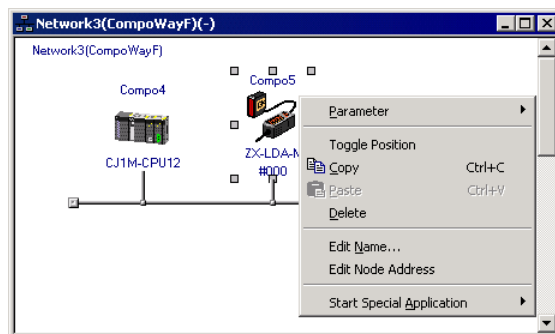 Network3(CompoWayF)(-)
Network3(CompoWayF)
Compo4
Compo5
CJ1M-CPU12
ZX-LDA-N
#000
Parameter
Toggle Position
Copy Ctrl+C
Paste Ctrl+V
Delete
Edit Name...
Edit Node Address
Start Special Application